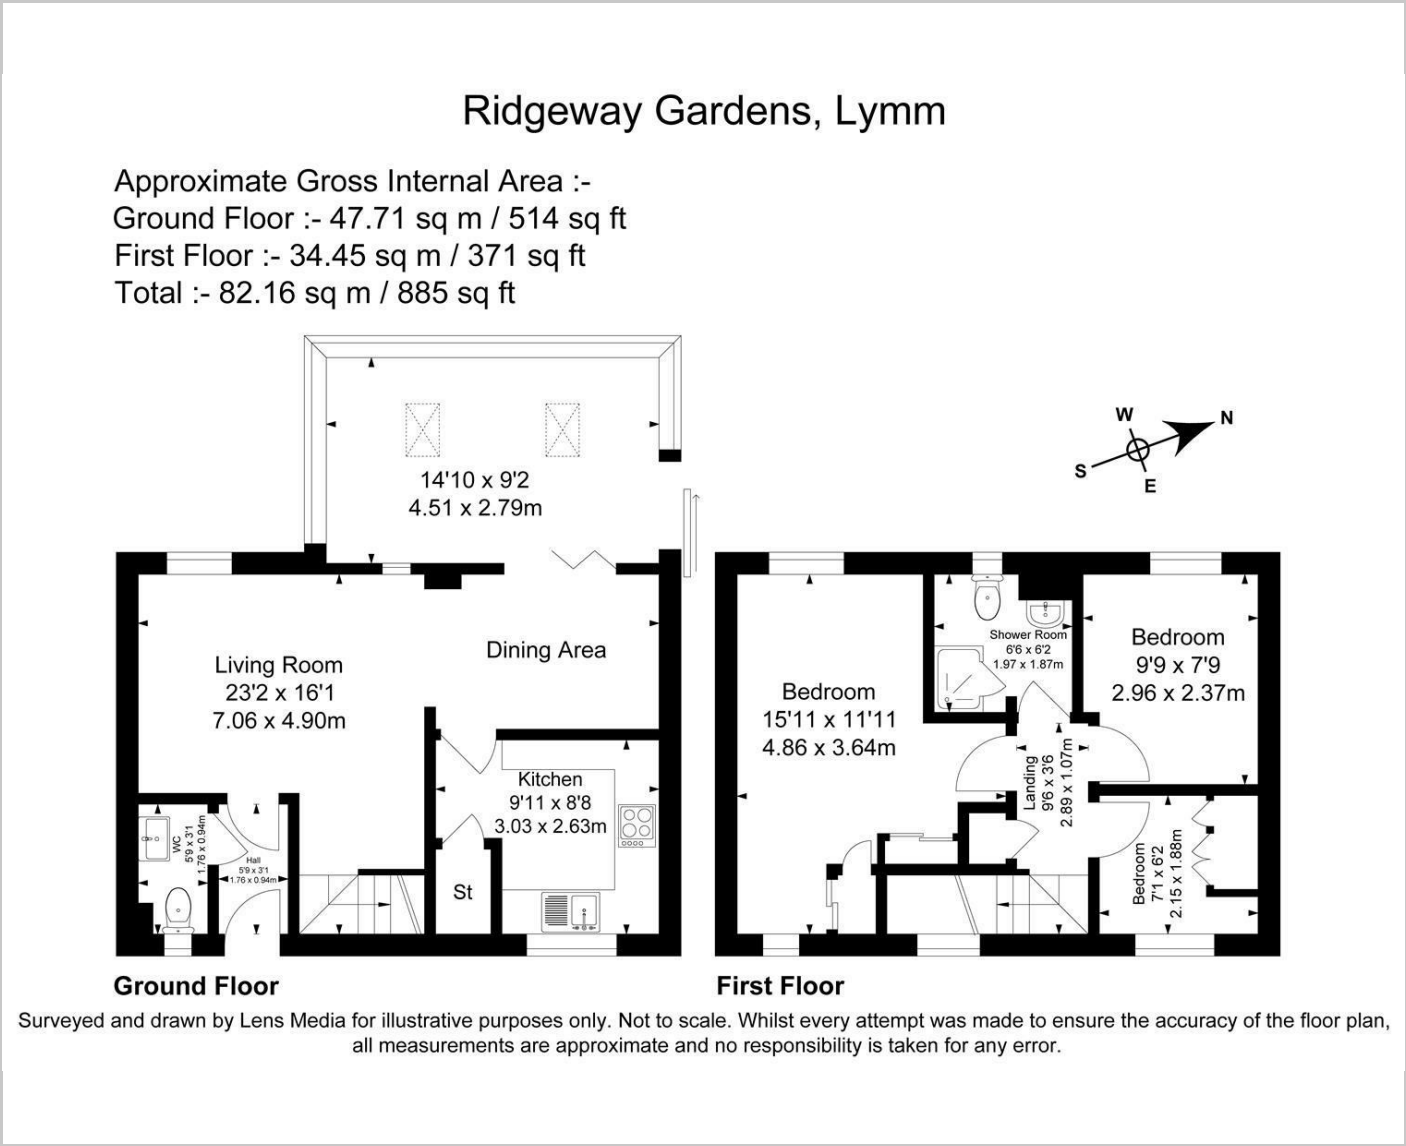 Ridgeway Gardens, Lymm
Approximate Gross Internal Area :-
Ground Floor :- 47.71 sq m / 514 sq ft
First Floor :- 34.45 sq m / 371 sq ft
Total :- 82.16 sq m / 885 sq ft
14'10 x 9'2
4.51 x 2.79m
Living Room
23'2 x 16'1
7.06 x 4.90m
Dining Area
Kitchen
9'11 x 8'8
3.03 x 2.63m
St
WC
5'9 x 3'1
1.76 x 0.94m
Hall
5'9 x 3'1
1.76 x 0.94m
Ground Floor
W
N
S
E
Bedroom
15'11 x 11'11
4.86 x 3.64m
Shower Room
6'6 x 6'2
1.97 x 1.87m
Bedroom
9'9 x 7'9
2.96 x 2.37m
Landing
9'6 x 3'6
2.89 x 1.07m
Bedroom
7'1 x 6'2
2.15 x 1.88m
First Floor
Surveyed and drawn by Lens Media for illustrative purposes only. Not to scale. Whilst every attempt was made to ensure the accuracy of the floor plan,
all measurements are approximate and no responsibility is taken for any error.